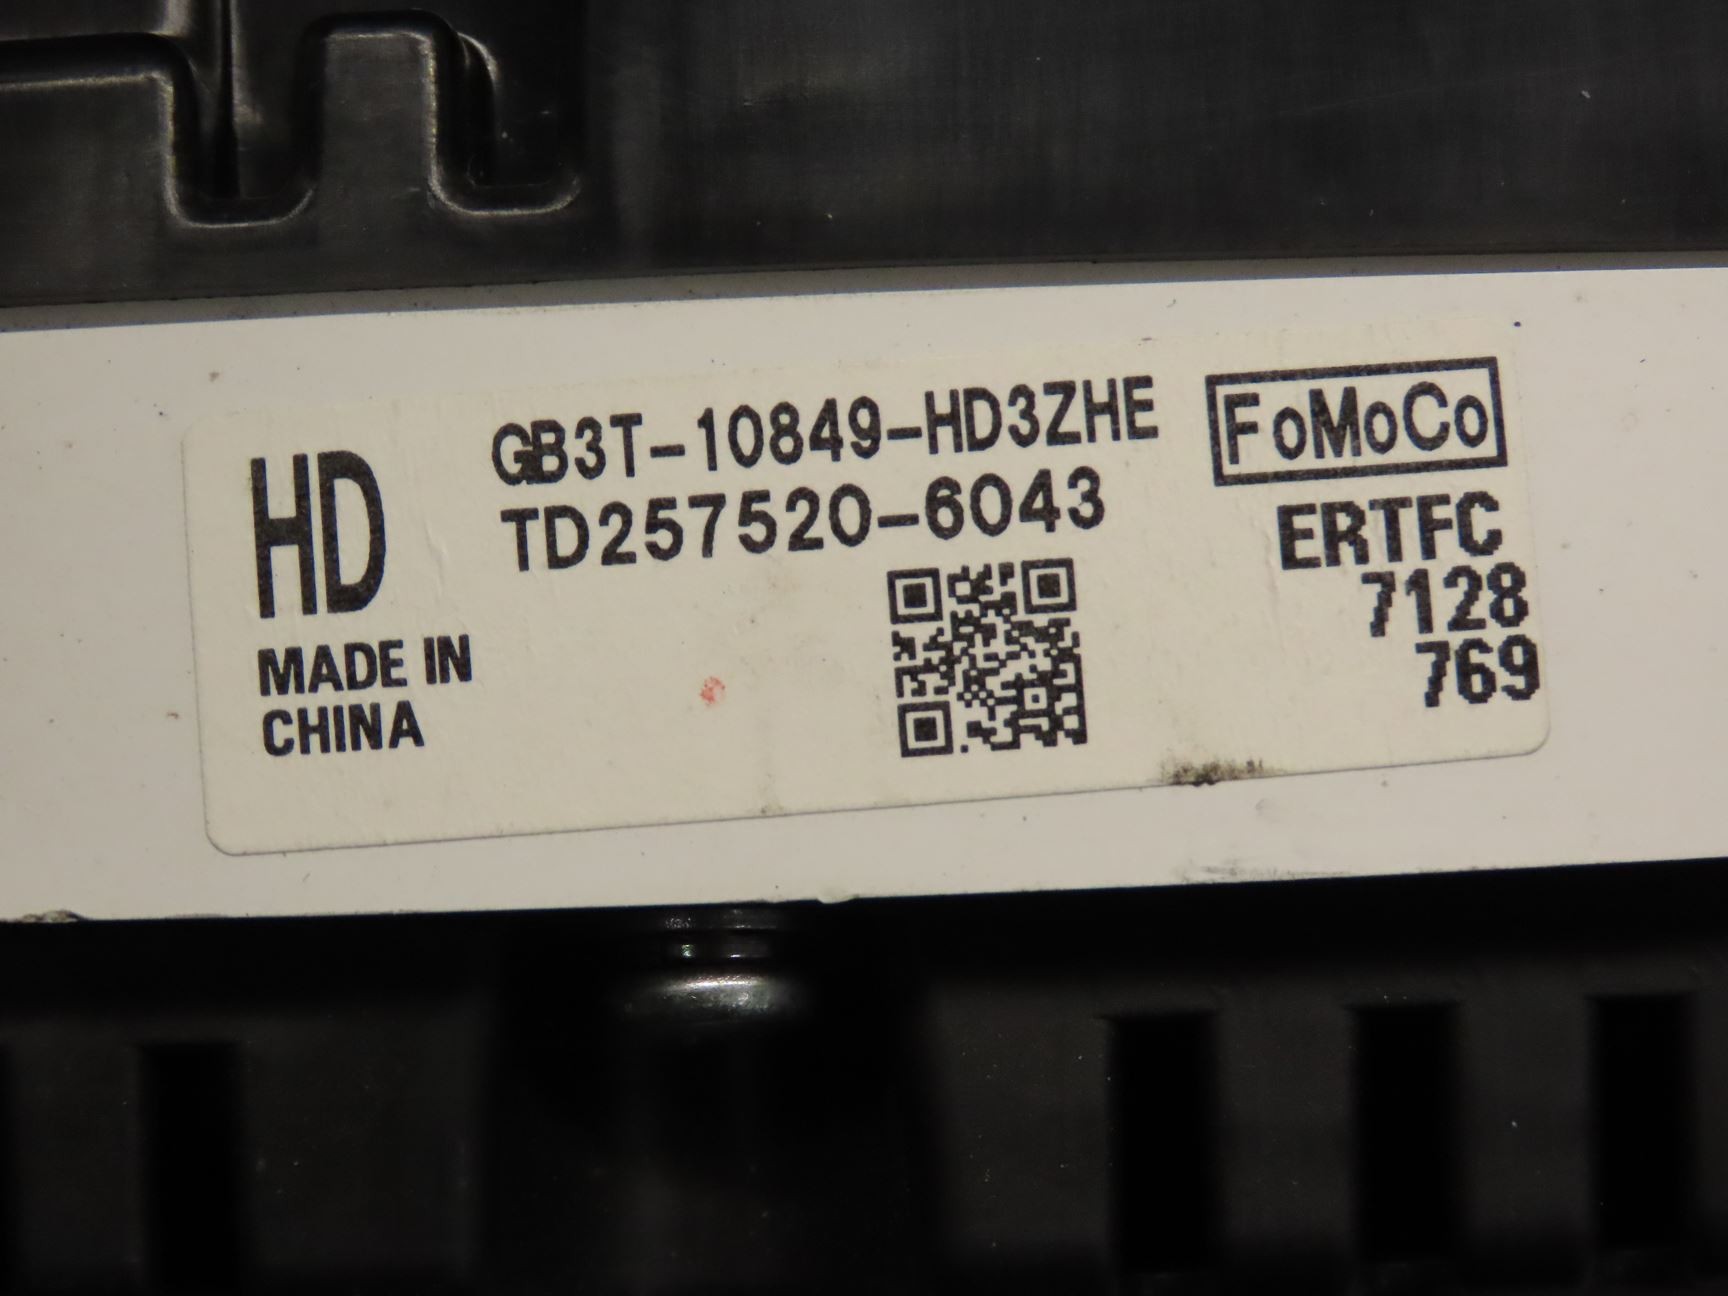 HD
GB3T-10849-HD3ZHE
TD257520-6043
MADE IN
CHINA
FoMoCo
ERTFC
7128
769